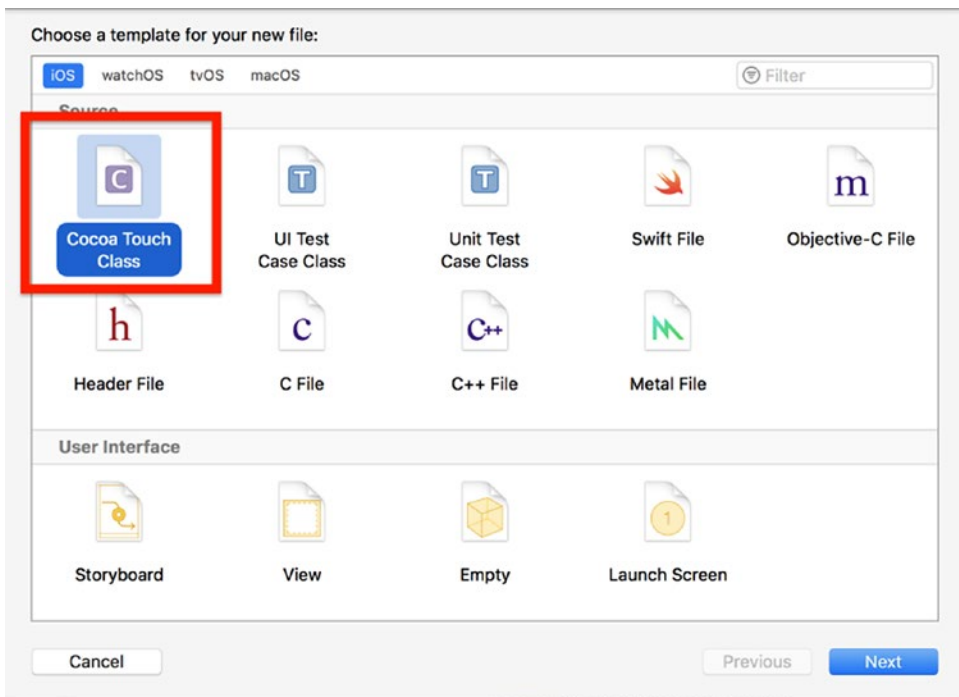 Choose a template for your new file:
iOS watchOS tvOS macOS Filter
Source
C T T m
Cocoa Touch UI Test Unit Test Swift File Objective-C File
Class Case Class Case Class
h c C++
Header File C File C++ File Metal File
User Interface
1
Storyboard View Empty Launch Screen
Cancel Previous Next